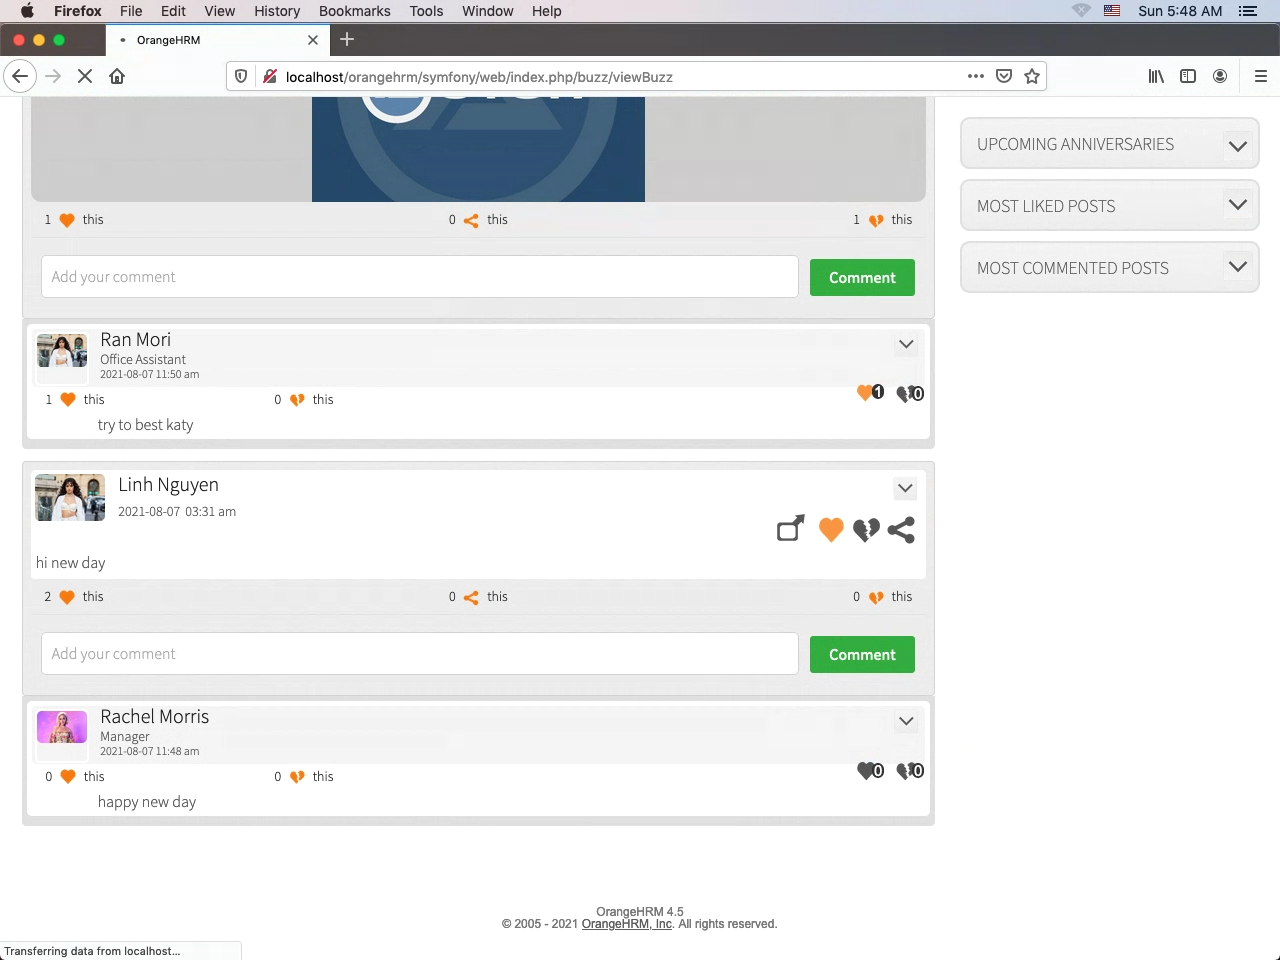 Firefox File Edit View History Bookmarks Tools Window Help Sun 5:48 AM
OrangeHRM
localhost/orangehrm/symfony/web/index.php/buzz/viewBuzz
1 this 0 this 1 this
Add your comment Comment
UPCOMING ANNIVERSARIES
MOST LIKED POSTS
MOST COMMENTED POSTS
Ran Mori
Office Assistant
2021-08-07 11:50 am
1 this 0 this 1 0
try to best katy
Linh Nguyen
2021-08-07 03:31 am
hi new day
2 this 0 this 0 this
Add your comment Comment
Rachel Morris
Manager
2021-08-07 11:48 am
0 this 0 this 0 0
happy new day
OrangeHRM 4.5
© 2005 - 2021 OrangeHRM, Inc. All rights reserved.
Transferring data from localhost...